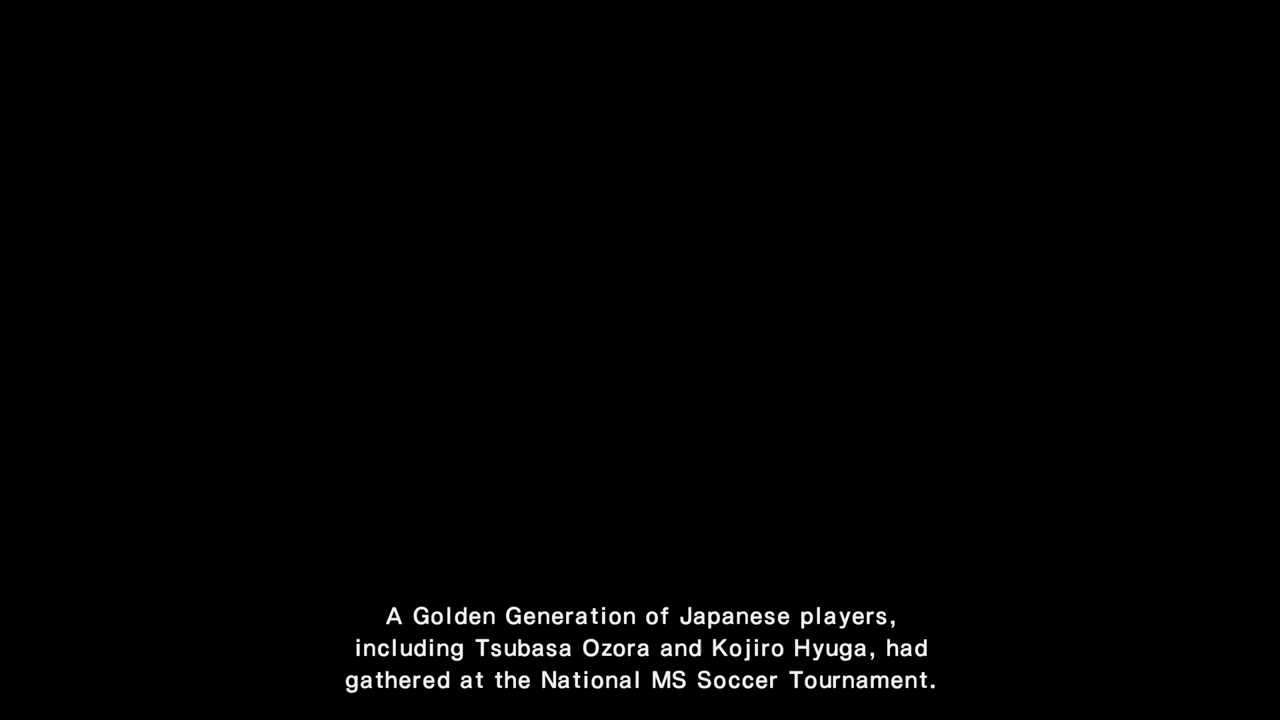 A Golden Generation of Japanese players,
including Tsubasa Ozora and Kojiro Hyuga, had
gathered at the National MS Soccer Tournament.